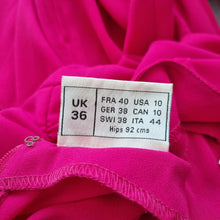 UK 36
FRA 40 USA 10
GER 38 CAN 10
SWI 38 ITA 44
Hips 92 cms